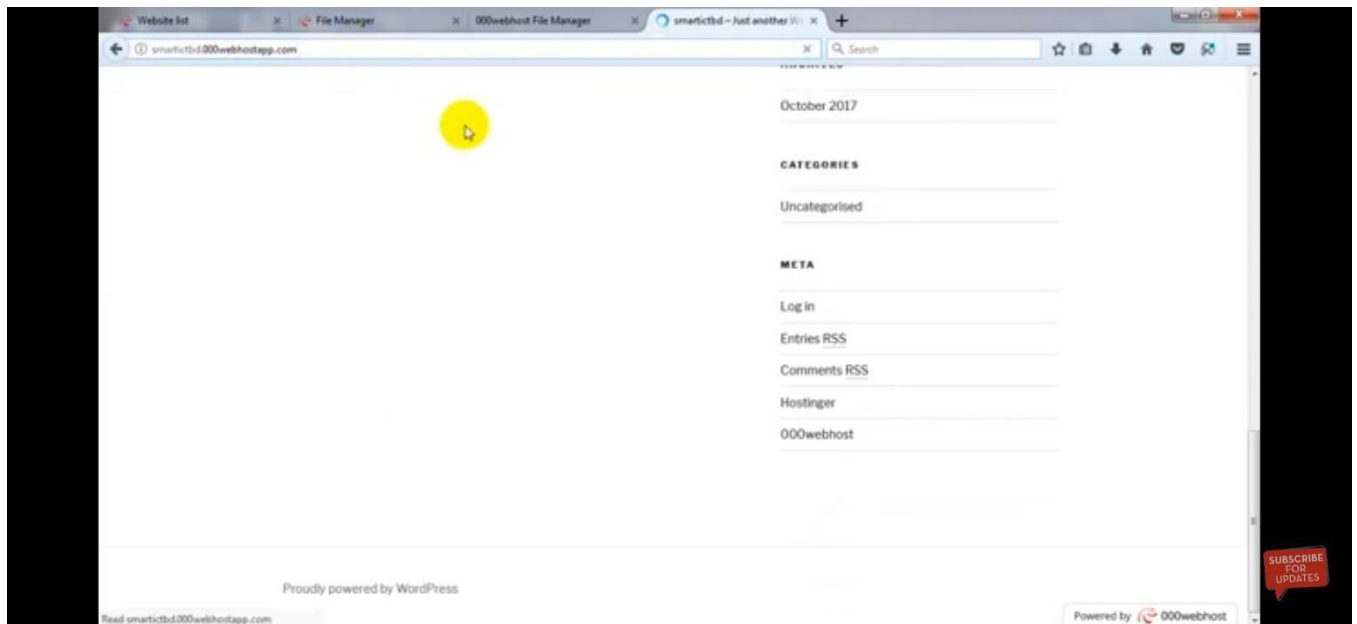 Website list
File Manager
000webhost File Manager
smartictbd – Just another W
smartictbd.000webhostapp.com
Search
October 2017
CATEGORIES
Uncategorised
META
Log in
Entries RSS
Comments RSS
Hostinger
000webhost
Proudly powered by WordPress
Read smartictbd.000webhostapp.com
Powered by 000webhost
SUBSCRIBE
FOR
UPDATES